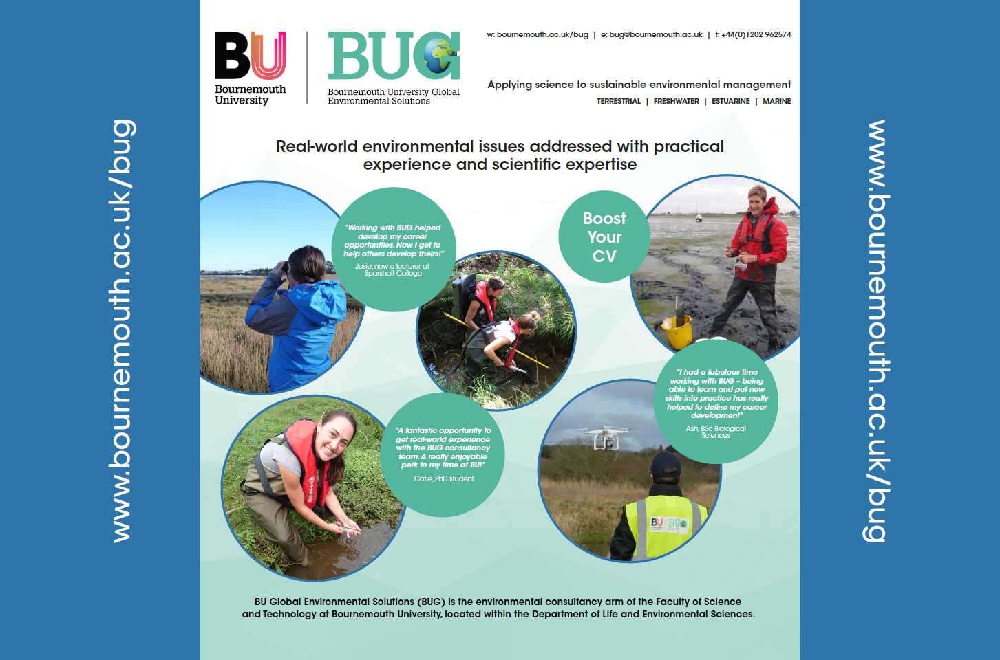 www.bournemouth.ac.uk/bug
BU
Bournemouth
University
BUG
Bournemouth University Global
Environmental Solutions
w: bournemouth.ac.uk/bug | e: bug@bournemouth.ac.uk | t: +44(0)1202 962574
Applying science to sustainable environmental management
TERRESTRIAL | FRESHWATER | ESTUARINE | MARINE
Real-world environmental issues addressed with practical
experience and scientific expertise
"Working with BUG helped
develop my career
opportunities. Now I get to
help others develop theirs!"
Josie, now a lecturer at
Sparsholt College
Boost
Your
CV
"I had a fabulous time
working with BUG – being
able to learn and put new
skills into practice has really
helped to define my career
development"
Ash, BSc Biological
Sciences
"A fantastic opportunity to
get real-world experience
with the BUG consultancy
team. A really enjoyable
perk to my time at BU!"
Catie, PhD student
BU BUG
BU Global Environmental Solutions (BUG) is the environmental consultancy arm of the Faculty of Science
and Technology at Bournemouth University, located within the Department of Life and Environmental Sciences.
www.bournemouth.ac.uk/bug